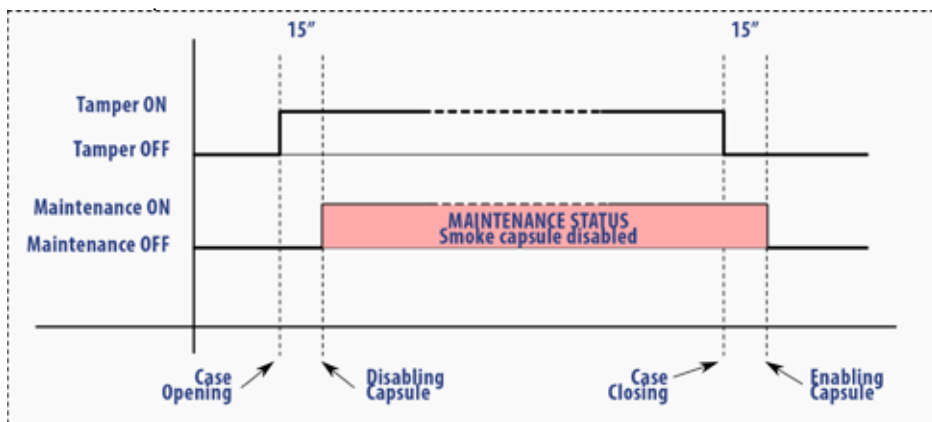 15” 15”
Tamper ON
Tamper OFF
Maintenance ON
Maintenance OFF
MAINTENANCE STATUS
Smoke capsule disabled
Case
Opening
Disabling
Capsule
Case
Closing
Enabling
Capsule